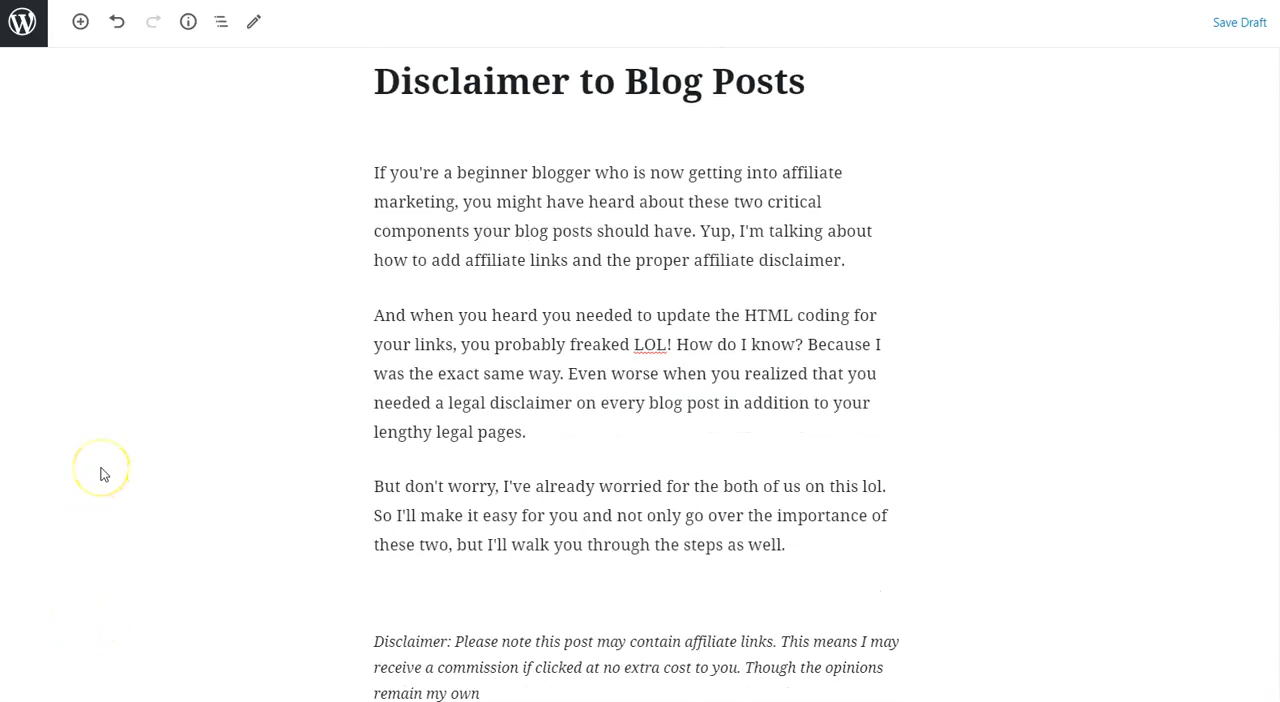 Save Draft
Disclaimer to Blog Posts
If you're a beginner blogger who is now getting into affiliate
marketing, you might have heard about these two critical
components your blog posts should have. Yup, I'm talking about
how to add affiliate links and the proper affiliate disclaimer.
And when you heard you needed to update the HTML coding for
your links, you probably freaked LOL! How do I know? Because I
was the exact same way. Even worse when you realized that you
needed a legal disclaimer on every blog post in addition to your
lengthy legal pages.
But don't worry, I've already worried for the both of us on this lol.
So I'll make it easy for you and not only go over the importance of
these two, but I'll walk you through the steps as well.
Disclaimer: Please note this post may contain affiliate links. This means I may
receive a commission if clicked at no extra cost to you. Though the opinions
remain my own